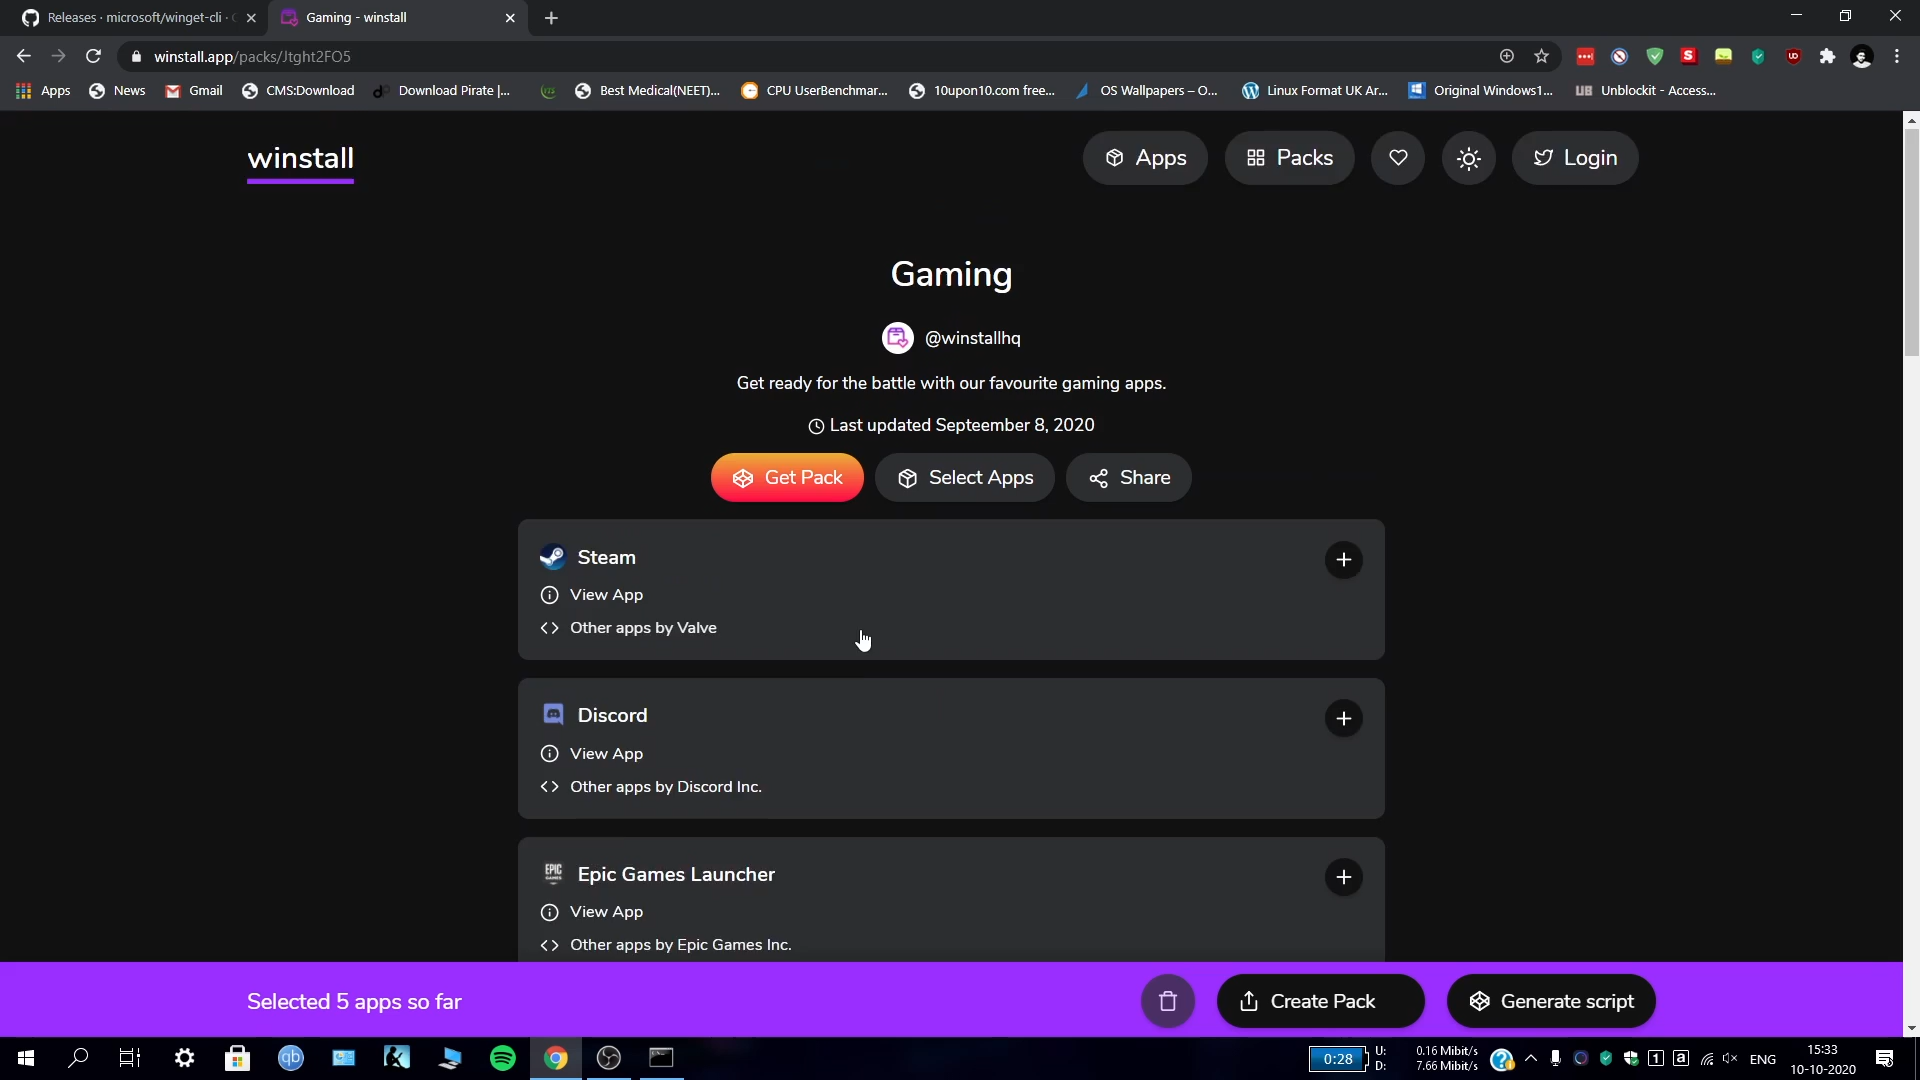 Releases · microsoft/winget-cli ·
Gaming - winstall
winstall.app/packs/Jtght2FO5
Apps
News
Gmail
CMS:Download
Download Pirate |...
Best Medical(NEET)...
CPU UserBenchmar...
10upon10.com free...
OS Wallpapers – O...
Linux Format UK Ar...
Original Windows1...
UB Unblockit - Access...
winstall
Apps
Packs
Login
Gaming
@winstallhq
Get ready for the battle with our favourite gaming apps.
Last updated Septeember 8, 2020
Get Pack
Select Apps
Share
Steam
View App
Other apps by Valve
Discord
View App
Other apps by Discord Inc.
EPIC GAMES
Epic Games Launcher
View App
Other apps by Epic Games Inc.
Selected 5 apps so far
Create Pack
Generate script
qb
0:28
U: 0.16 Mibit/s
D: 7.66 Mibit/s
ENG
15:33
10-10-2020